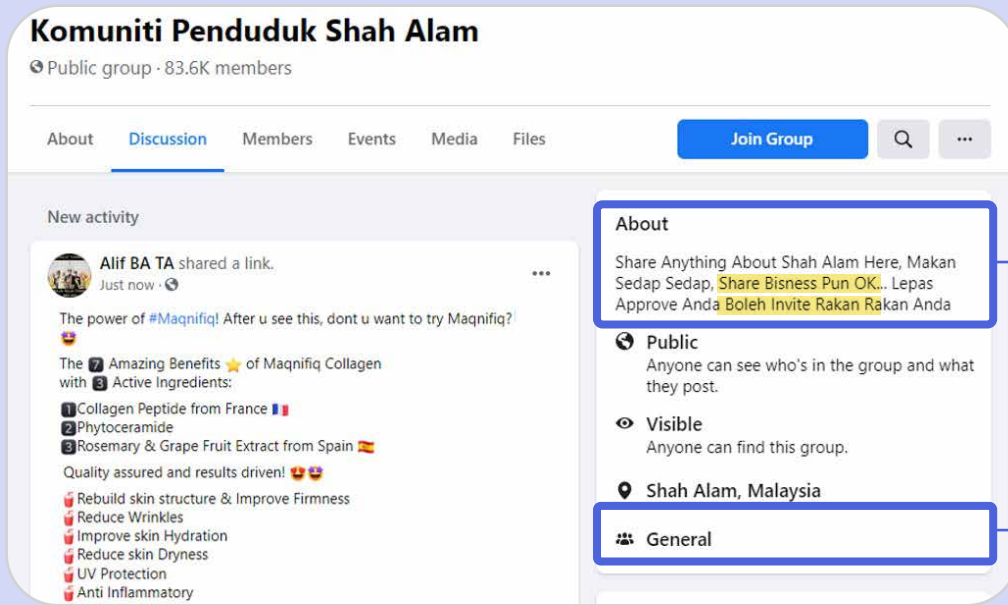 Komuniti Penduduk Shah Alam
Public group · 83.6K members
About Discussion Members Events Media Files Join Group
New activity
Alif BA TA shared a link.
Just now ·
The power of #Maqnifiq! After u see this, dont u want to try Maqnifiq?
The 7 Amazing Benefits ⭐ of Maqnifiq Collagen
with 3 Active Ingredients:
1 Collagen Peptide from France 🇫🇷
2 Phytoceramide
3 Rosemary & Grape Fruit Extract from Spain 🇪🇸
Quality assured and results driven! 🤩🤩
Rebuild skin structure & Improve Firmness
Reduce Wrinkles
Improve skin Hydration
Reduce skin Dryness
UV Protection
Anti Inflammatory
About
Share Anything About Shah Alam Here, Makan
Sedap Sedap, Share Bisness Pun OK... Lepas
Approve Anda Boleh Invite Rakan Rakan Anda
Public
Anyone can see who's in the group and what
they post.
Visible
Anyone can find this group.
Shah Alam, Malaysia
General